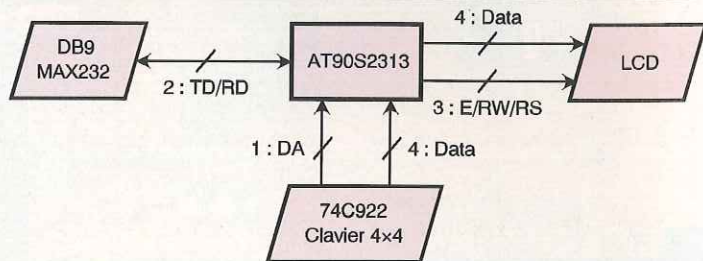 4 : Data
DB9
MAX232
AT90S2313
LCD
2 : TD/RD
3 : E/RW/RS
1 : DA
4 : Data
74C922
Clavier 4×4